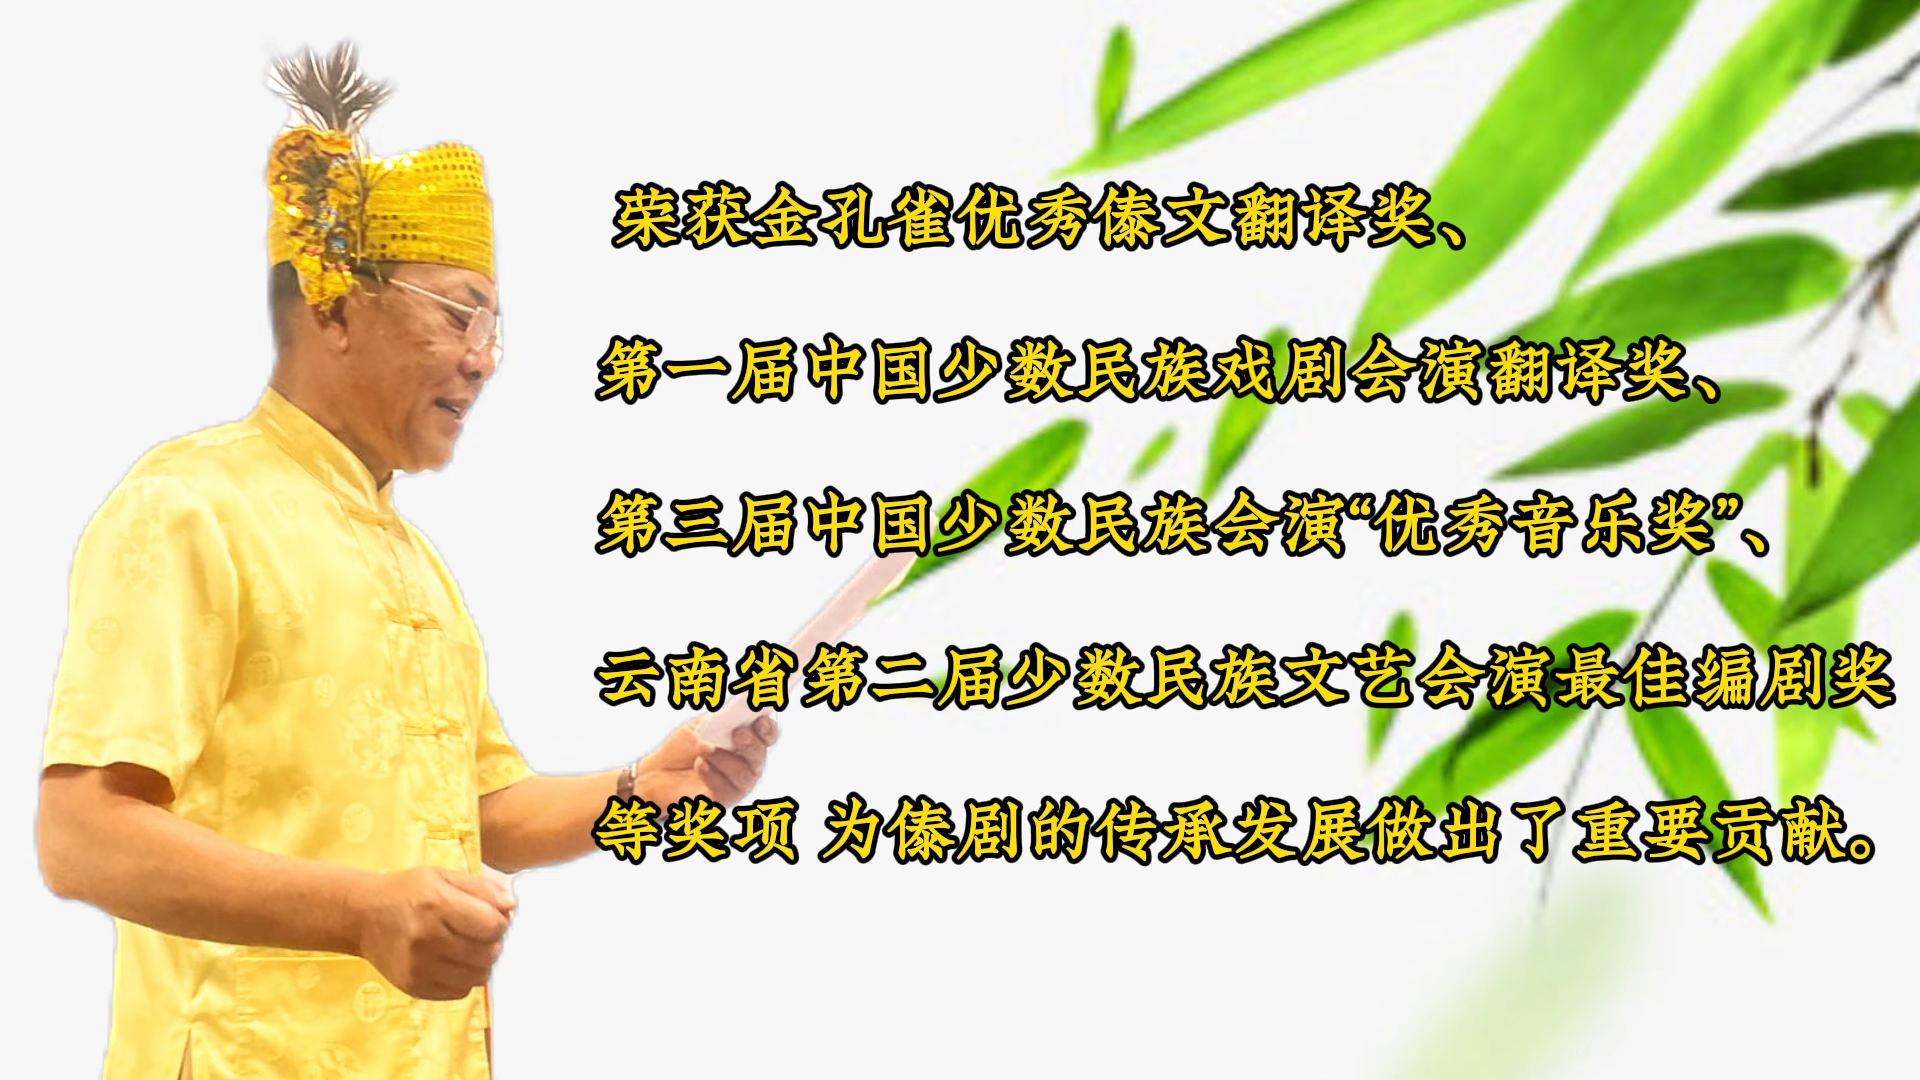 荣获金孔雀优秀傣文翻译奖、
第一届中国少数民族戏剧会演翻译奖、
第三届中国少数民族会演“优秀音乐奖”、
云南省第二届少数民族文艺会演最佳编剧奖
等奖项 为傣剧的传承发展做出了重要贡献。